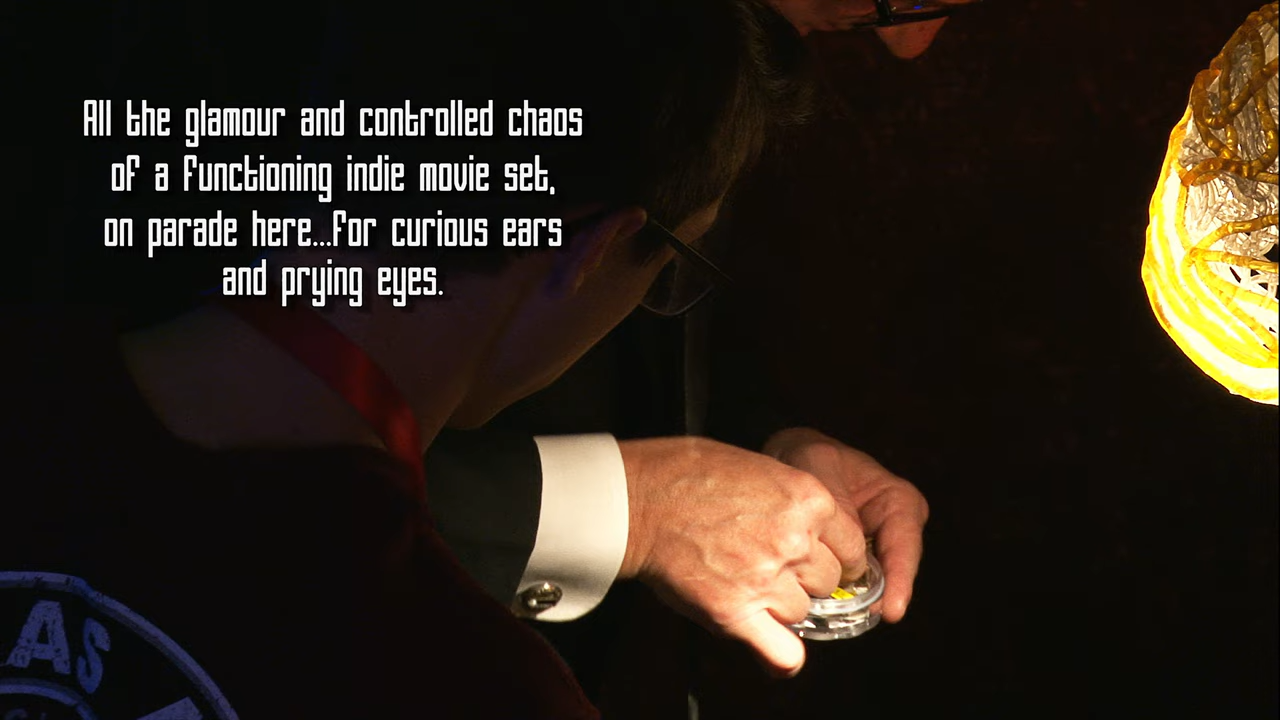 All the glamour and controlled chaos
of a functioning indie movie set,
on parade here...for curious ears
and prying eyes.
AS